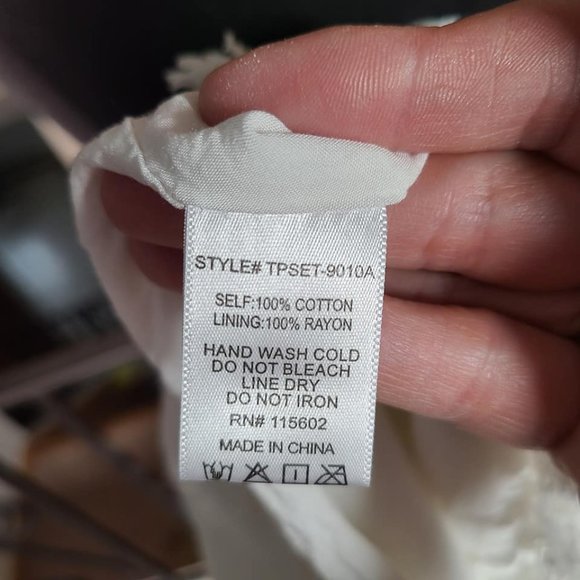 STYLE# TPSET-9010A
SELF:100% COTTON
LINING:100% RAYON
HAND WASH COLD
DO NOT BLEACH
LINE DRY
DO NOT IRON
RN# 115602
MADE IN CHINA